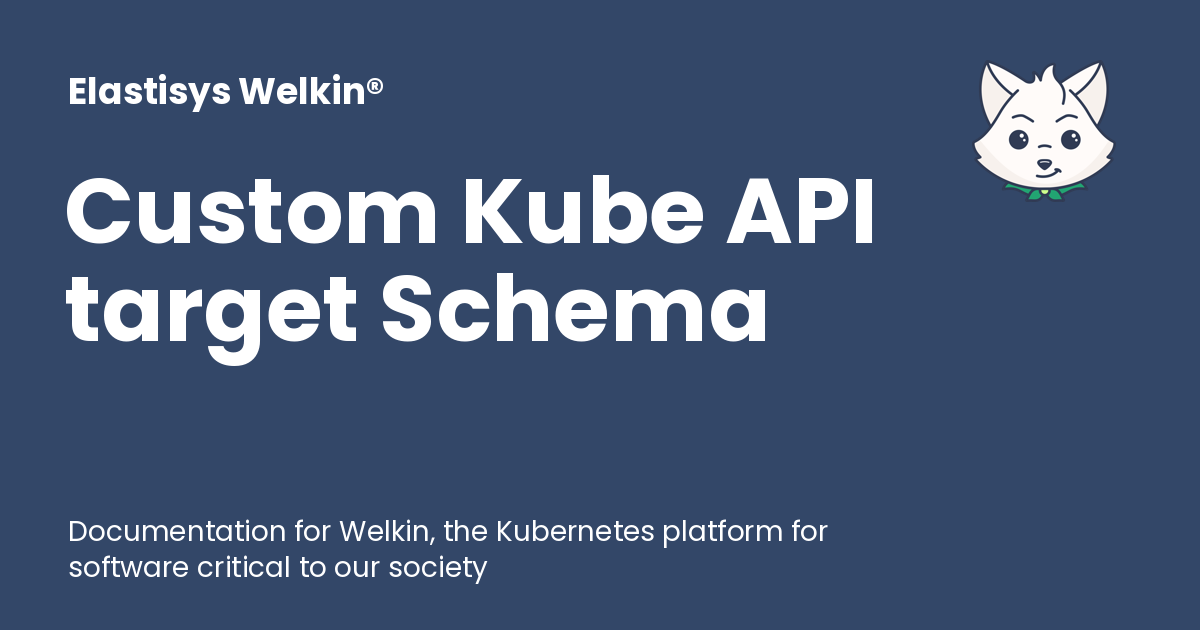 Elastisys Welkin®
Custom Kube API
target Schema
Documentation for Welkin, the Kubernetes platform for
software critical to our society